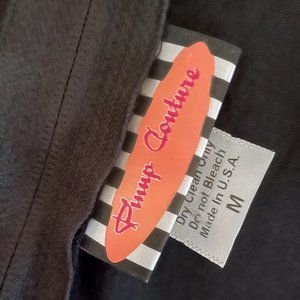 Pinup Couture
Dry Clean Only
Do not Bleach
Made In U.S.A.
M